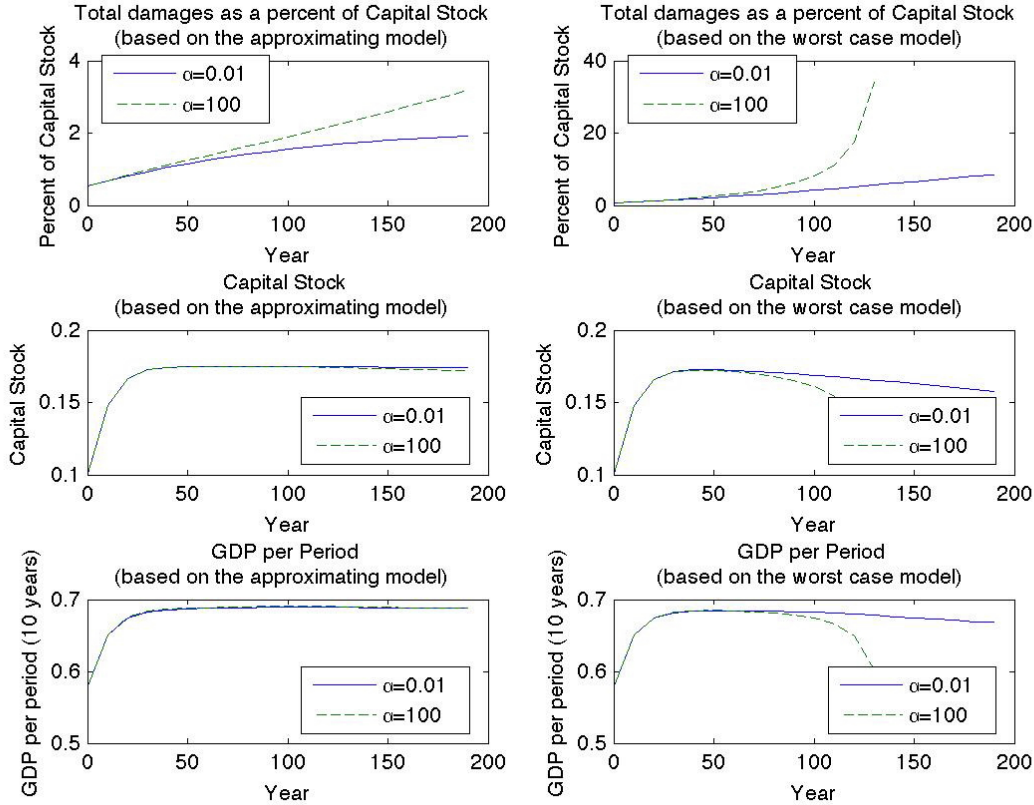 Total damages as a percent of Capital Stock
(based on the approximating model)
Percent of Capital Stock
4
2
0
α=0.01
α=100
0 50 100 150 200
Year
Total damages as a percent of Capital Stock
(based on the worst case model)
Percent of Capital Stock
40
20
0
α=0.01
α=100
0 50 100 150 200
Year
Capital Stock
(based on the approximating model)
Capital Stock
0.2
0.15
0.1
α=0.01
α=100
0 50 100 150 200
Year
Capital Stock
(based on the worst case model)
Capital Stock
0.2
0.15
0.1
α=0.01
α=100
0 50 100 150 200
Year
GDP per Period
(based on the approximating model)
GDP per period (10 years)
0.7
0.6
0.5
α=0.01
α=100
0 50 100 150 200
Year
GDP per Period
(based on the worst case model)
GDP per period (10 years)
0.7
0.6
0.5
α=0.01
α=100
0 50 100 150 200
Year